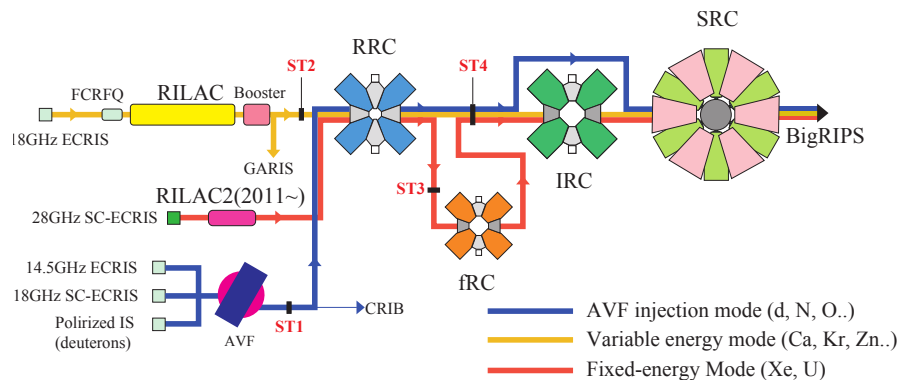 SRC
RRC
ST2
ST4
FCRFQ
RILAC
Booster
18GHz ECRIS
BigRIPS
GARIS
IRC
RILAC2(2011~)
ST3
28GHz SC-ECRIS
fRC
14.5GHz ECRIS
18GHz SC-ECRIS
CRIB
Polirized IS
(deuterons)
AVF
ST1
AVF injection mode (d, N, O..)
Variable energy mode (Ca, Kr, Zn..)
Fixed-energy Mode (Xe, U)